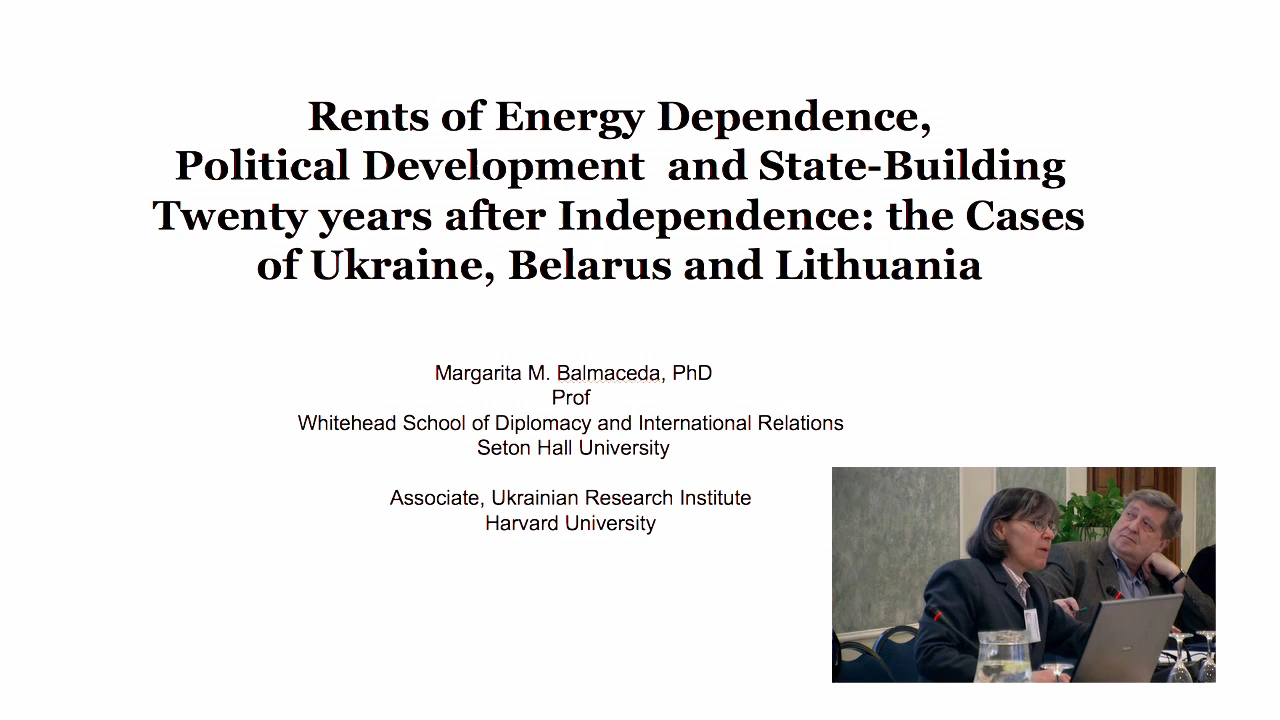 Rents of Energy Dependence,
Political Development and State-Building
Twenty years after Independence: the Cases
of Ukraine, Belarus and Lithuania
Margarita M. Balmaceda, PhD
Prof
Whitehead School of Diplomacy and International Relations
Seton Hall University
Associate, Ukrainian Research Institute
Harvard University